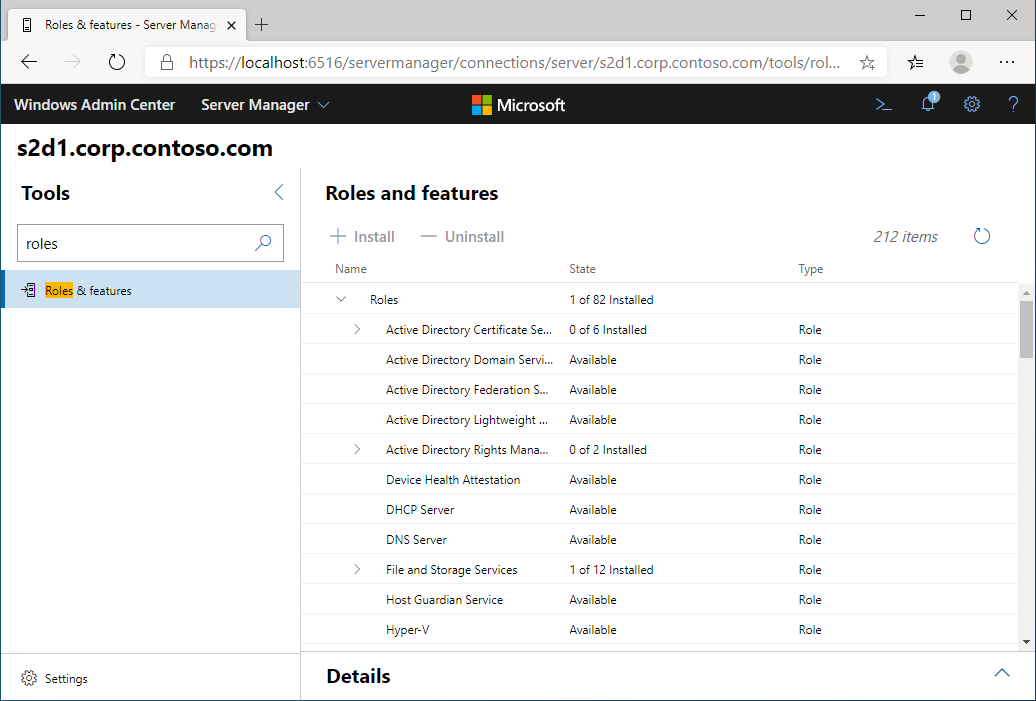 Roles & features - Server Manag
https://localhost:6516/servermanager/connections/server/s2d1.corp.contoso.com/tools/rol...
Windows Admin Center Server Manager Microsoft 1 ?
s2d1.corp.contoso.com
Tools
roles
Roles & features
Settings
Roles and features
Install Uninstall 212 items
Name State Type
Roles 1 of 82 Installed
Active Directory Certificate Se... 0 of 6 Installed Role
Active Directory Domain Servi... Available Role
Active Directory Federation S... Available Role
Active Directory Lightweight ... Available Role
Active Directory Rights Mana... 0 of 2 Installed Role
Device Health Attestation Available Role
DHCP Server Available Role
DNS Server Available Role
File and Storage Services 1 of 12 Installed Role
Host Guardian Service Available Role
Hyper-V Available Role
Details